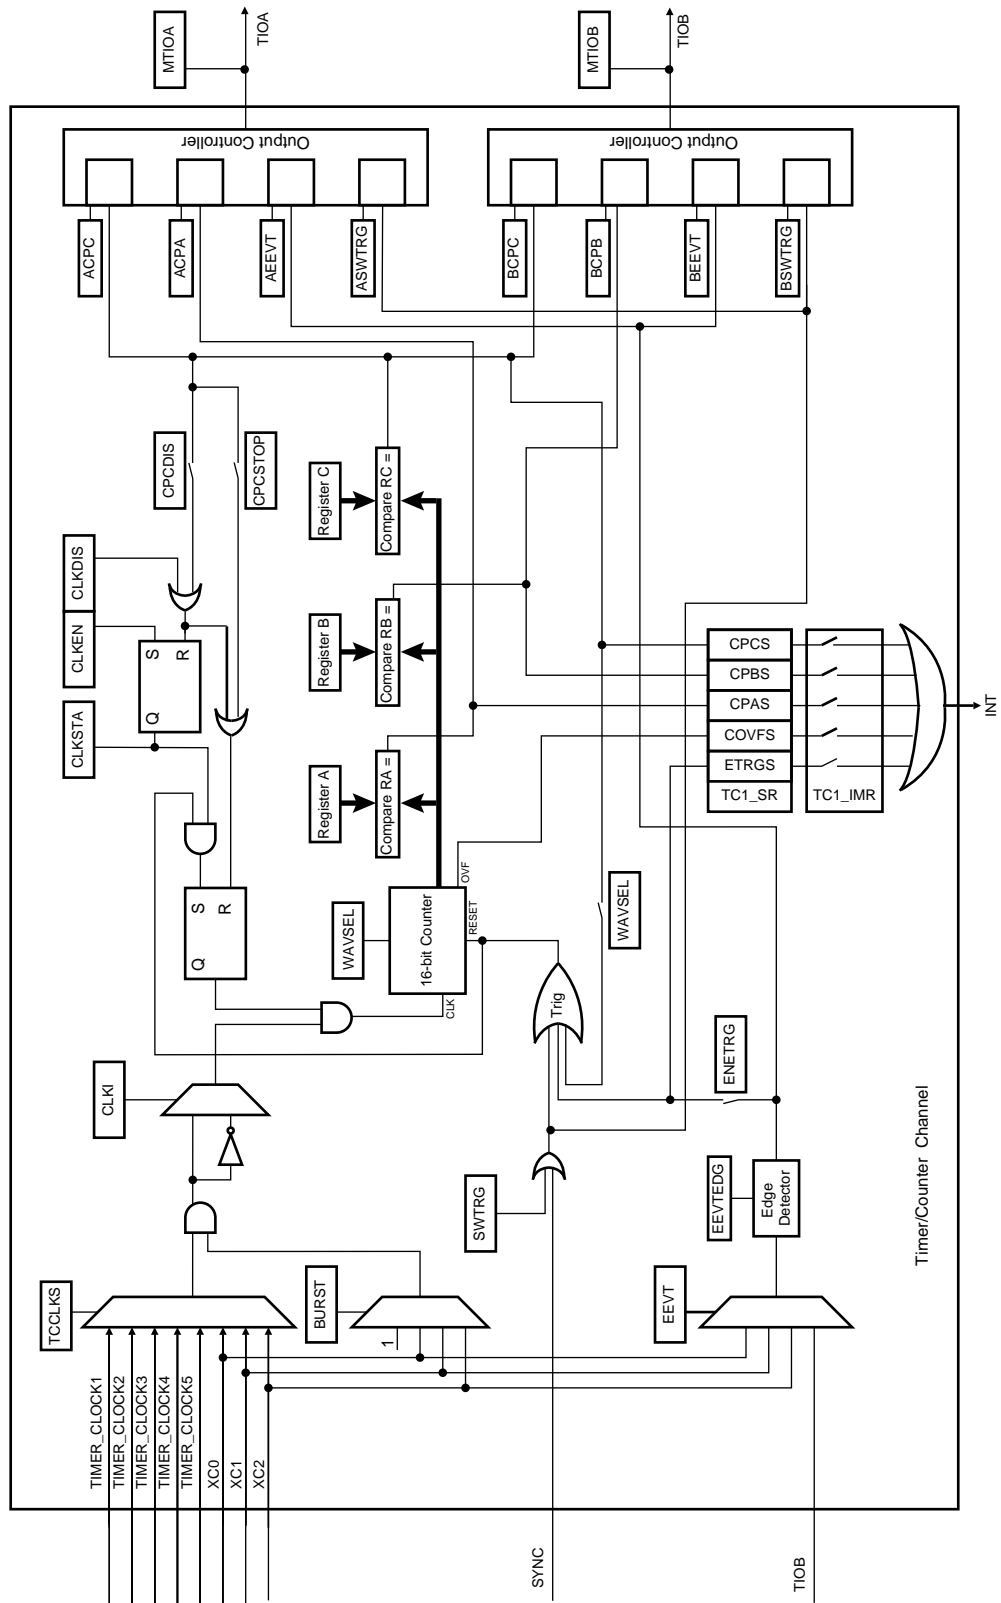 TCCLKS
TIMER_CLOCK1
TIMER_CLOCK2
TIMER_CLOCK3
TIMER_CLOCK4
TIMER_CLOCK5
XC0
XC1
XC2
CLKI
CLKSTA
CLKEN
CLKDIS
Q
S
R
Q
S
R
CPCDIS
CPCSTOP
ACPC
ACPA
AEEVT
ASWTRG
Output Controller
MTIOA
TIOA
BURST
1
WAVSEL
16-bit Counter
CLK
RESET
OVF
Register A
Register B
Register C
Compare RA =
Compare RB =
Compare RC =
SWTRG
SYNC
Trig
WAVSEL
BCPC
BCPB
BEEVT
BSWTRG
Output Controller
MTIOB
TIOB
EEVT
EEVTEDG
Edge
Detector
ENETRG
TIOB
CPCS
CPBS
CPAS
COVFS
ETRGS
TC1_SR
TC1_IMR
INT
Timer/Counter Channel